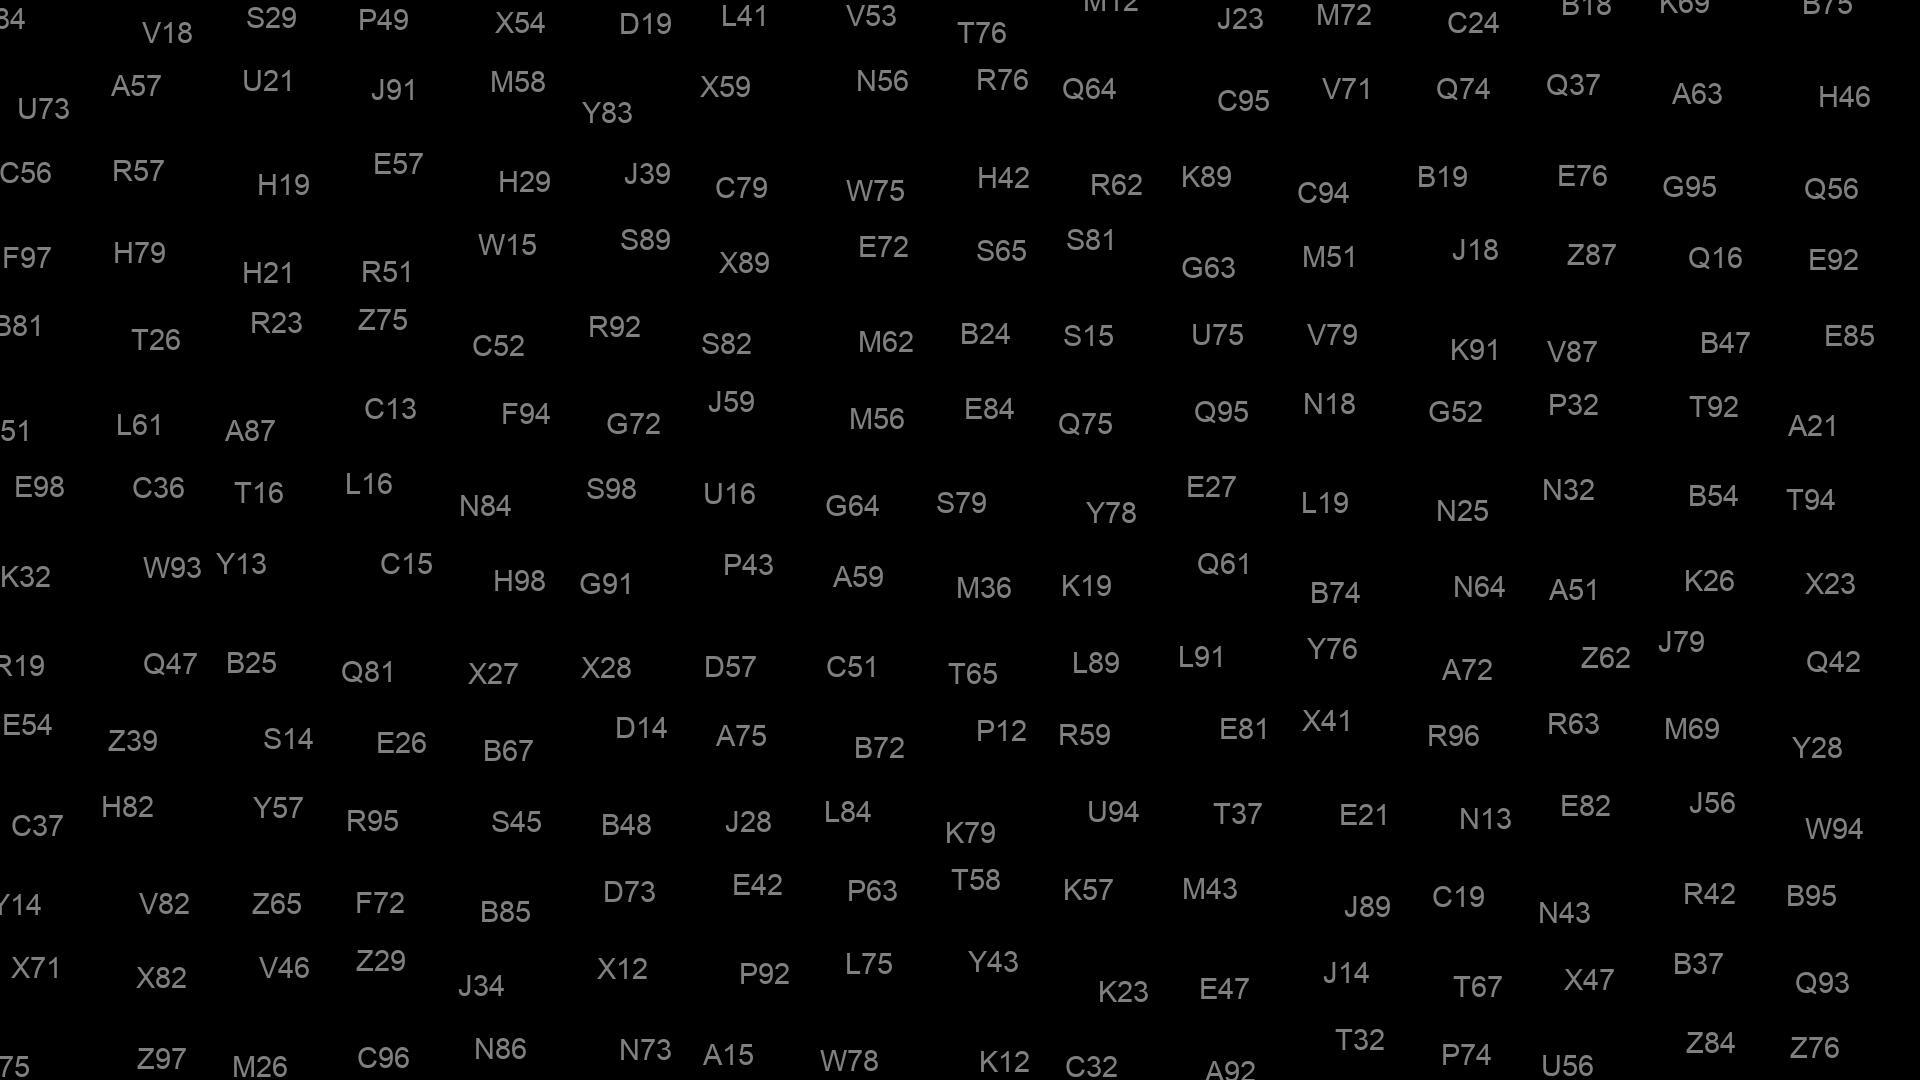 84 V18 S29 P49 X54 D19 L41 V53 T76 M12 J23 M72 C24 B18 K69 B75
U73 A57 U21 J91 M58 Y83 X59 N56 R76 Q64 C95 V71 Q74 Q37 A63 H46
C56 R57 H19 E57 H29 J39 C79 W75 H42 R62 K89 C94 B19 E76 G95 Q56
F97 H79 H21 R51 W15 S89 X89 E72 S65 S81 G63 M51 J18 Z87 Q16 E92
B81 T26 R23 Z75 C52 R92 S82 M62 B24 S15 U75 V79 K91 V87 B47 E85
51 L61 A87 C13 F94 G72 J59 M56 E84 Q75 Q95 N18 G52 P32 T92 A21
E98 C36 T16 L16 N84 S98 U16 G64 S79 Y78 E27 L19 N25 N32 B54 T94
K32 W93 Y13 C15 H98 G91 P43 A59 M36 K19 Q61 B74 N64 A51 K26 X23
R19 Q47 B25 Q81 X27 X28 D57 C51 T65 L89 L91 Y76 A72 Z62 J79 Q42
E54 Z39 S14 E26 B67 D14 A75 B72 P12 R59 E81 X41 R96 R63 M69 Y28
C37 H82 Y57 R95 S45 B48 J28 L84 K79 U94 T37 E21 N13 E82 J56 W94
Y14 V82 Z65 F72 B85 D73 E42 P63 T58 K57 M43 J89 C19 N43 R42 B95
X71 X82 V46 Z29 J34 X12 P92 L75 Y43 K23 E47 J14 T67 X47 B37 Q93
75 Z97 M26 C96 N86 N73 A15 W78 K12 C32 A92 T32 P74 U56 Z84 Z76